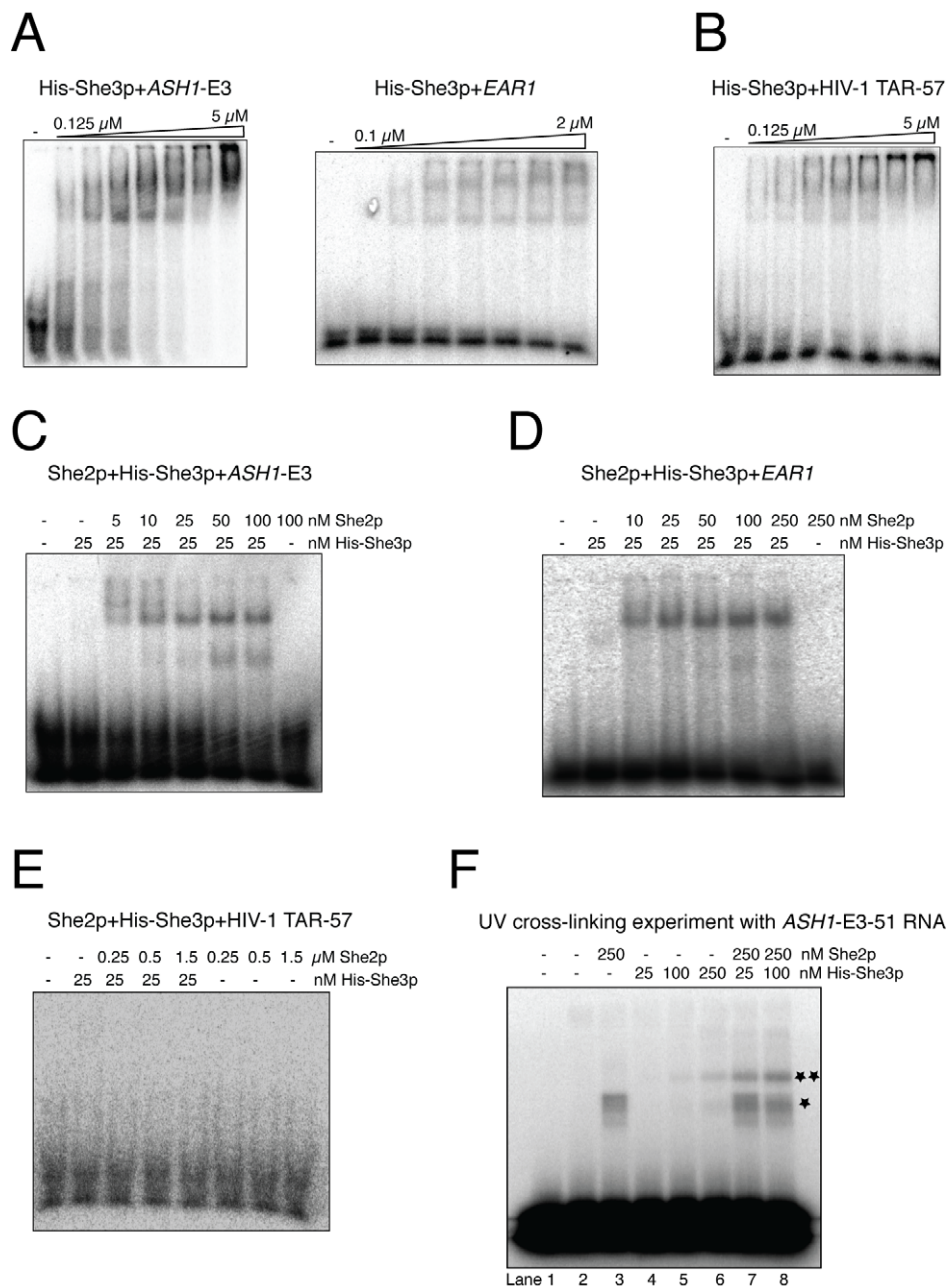 A
His-She3p+ASH1-E3
- 0.125 µM 5 µM
His-She3p+EAR1
- 0.1 µM 2 µM
B
His-She3p+HIV-1 TAR-57
- 0.125 µM 5 µM
C
She2p+His-She3p+ASH1-E3
- - 5 10 25 50 100 100 nM She2p
- 25 25 25 25 25 25 - nM His-She3p
D
She2p+His-She3p+EAR1
- - 10 25 50 100 250 250 nM She2p
- 25 25 25 25 25 25 - nM His-She3p
E
She2p+His-She3p+HIV-1 TAR-57
- - 0.25 0.5 1.5 0.25 0.5 1.5 µM She2p
- 25 25 25 25 - - - nM His-She3p
F
UV cross-linking experiment with ASH1-E3-51 RNA
- - 250 - - - 250 250 nM She2p
- - - 25 100 250 25 100 nM His-She3p
Lane 1 2 3 4 5 6 7 8